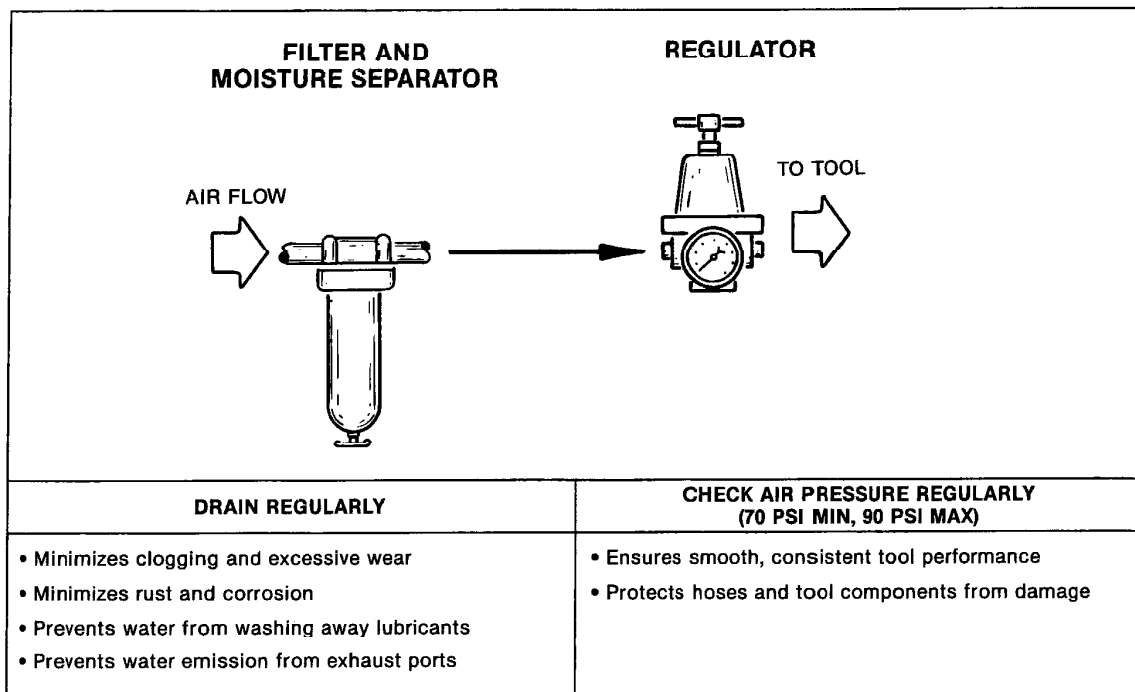 FILTER AND
MOISTURE SEPARATOR
REGULATOR
AIR FLOW
TO TOOL
DRAIN REGULARLY
• Minimizes clogging and excessive wear
• Minimizes rust and corrosion
• Prevents water from washing away lubricants
• Prevents water emission from exhaust ports
CHECK AIR PRESSURE REGULARLY
(70 PSI MIN, 90 PSI MAX)
• Ensures smooth, consistent tool performance
• Protects hoses and tool components from damage